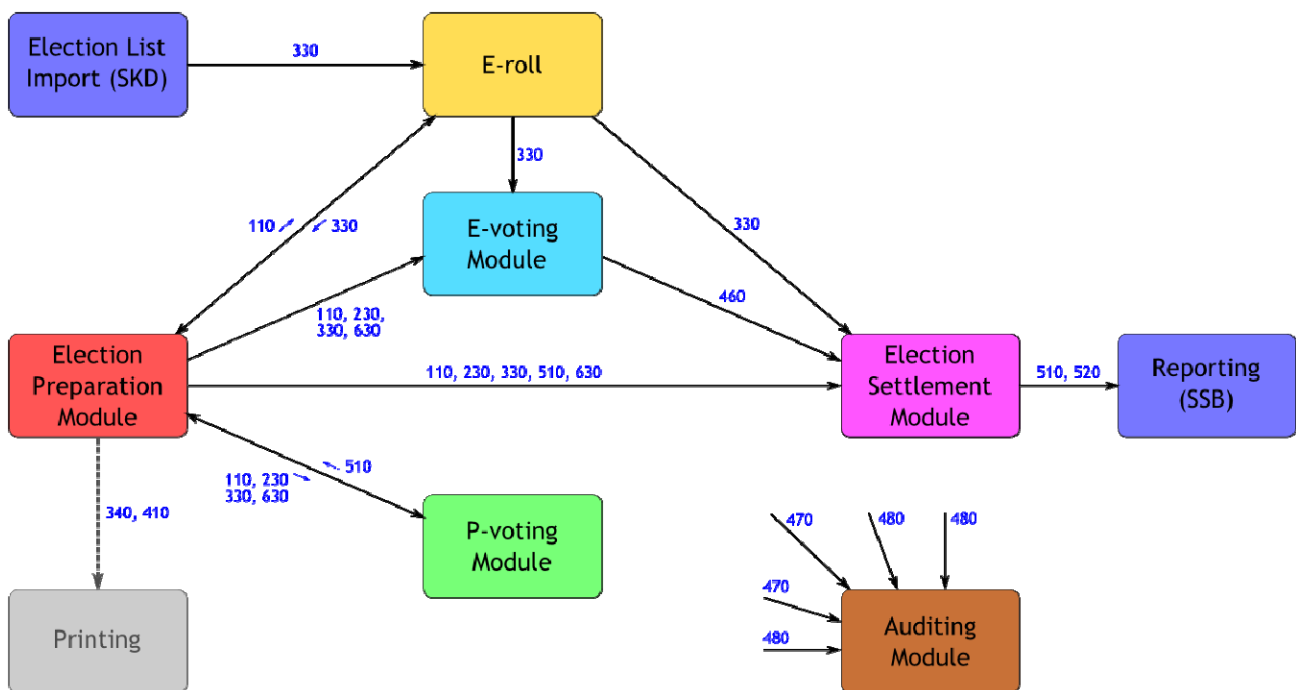 Election List
Import (SKD)
330
E-roll
330
110
330
330
E-voting
Module
460
110, 230,
330, 630
Election
Preparation
Module
110, 230, 330, 510, 630
Election
Settlement
Module
510, 520
Reporting
(SSB)
510
110, 230
330, 630
340, 410
P-voting
Module
470
480
480
470
480
Printing
Auditing
Module